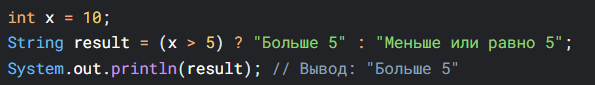 int x = 10;
String result = (x > 5) ? "Больше 5" : "Меньше или равно 5";
System.out.println(result); // Вывод: "Больше 5"